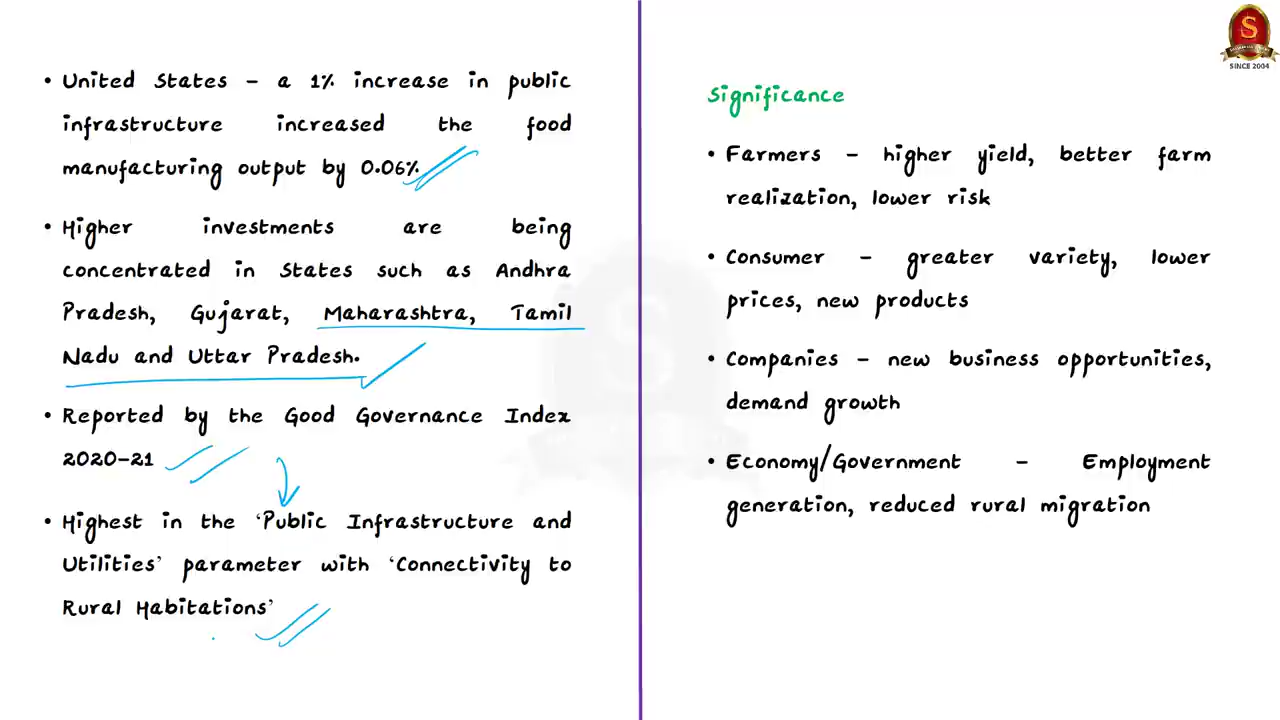 • United States – a 1% increase in public
infrastructure increased the food
manufacturing output by 0.06%.
• Higher investments are being
concentrated in States such as Andhra
Pradesh, Gujarat, Maharashtra, Tamil
Nadu and Uttar Pradesh.
• Reported by the Good Governance Index
2020-21
• Highest in the ‘Public Infrastructure and
Utilities’ parameter with ‘Connectivity to
Rural Habitations’
S
SINCE 2004
Significance
• Farmers – higher yield, better farm
realization, lower risk
• Consumer – greater variety, lower
prices, new products
• Companies – new business opportunities,
demand growth
• Economy/Government – Employment
generation, reduced rural migration